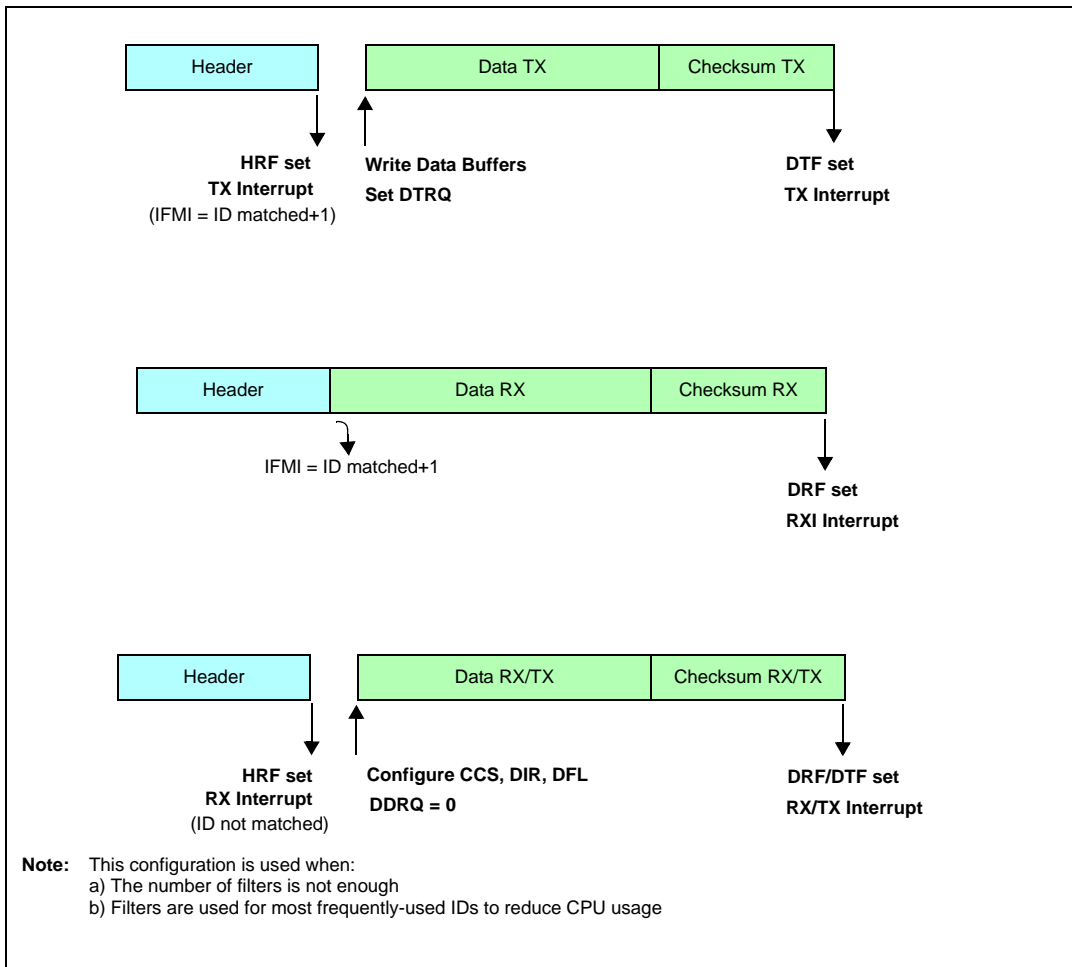 Header
Data TX
Checksum TX
HRF set
TX Interrupt
(IFMI = ID matched+1)
Write Data Buffers
Set DTRQ
DTF set
TX Interrupt
Header
Data RX
Checksum RX
IFMI = ID matched+1
DRF set
RXI Interrupt
Header
Data RX/TX
Checksum RX/TX
HRF set
RX Interrupt
(ID not matched)
Configure CCS, DIR, DFL
DDRQ = 0
DRF/DTF set
RX/TX Interrupt
Note: This configuration is used when:
a) The number of filters is not enough
b) Filters are used for most frequently-used IDs to reduce CPU usage